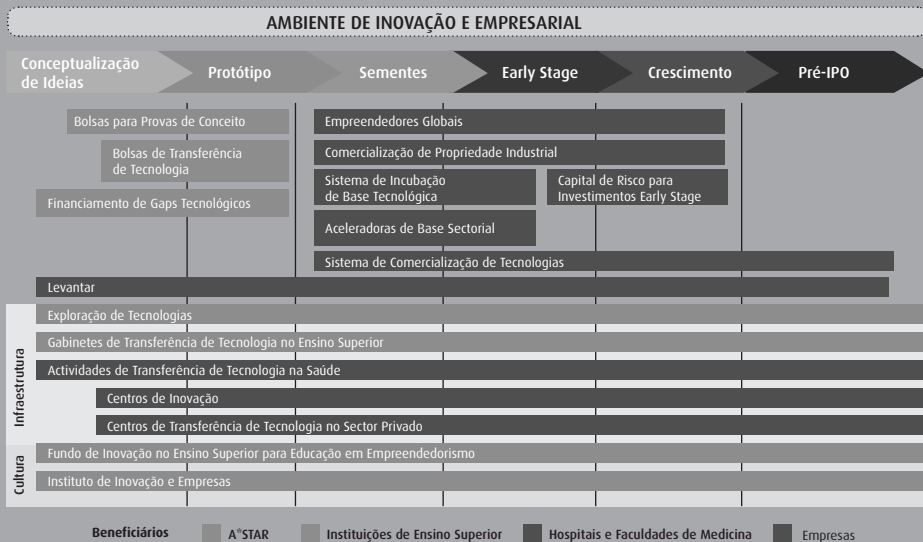 AMBIENTE DE INOVAÇÃO E EMPRESARIAL
Conceptualização
de Ideias
Protótipo
Sementes
Early Stage
Crescimento
Pré-IPO
Bolsas para Provas de Conceito
Empreendedores Globais
Bolsas de Transferência
de Tecnologia
Comercialização de Propriedade Industrial
Sistema de Incubação
de Base Tecnológica
Capital de Risco para
Investimentos Early Stage
Financiamento de Gaps Tecnológicos
Aceleradoras de Base Sectorial
Sistema de Comercialização de Tecnologias
Levantar
Infraestrutura
Exploração de Tecnologias
Gabinetes de Transferência de Tecnologia no Ensino Superior
Actividades de Transferência de Tecnologia na Saúde
Centros de Inovação
Centros de Transferência de Tecnologia no Sector Privado
Cultura
Fundo de Inovação no Ensino Superior para Educação em Empreendedorismo
Instituto de Inovação e Empresas
Beneficiários
A*STAR
Instituições de Ensino Superior
Hospitais e Faculdades de Medicina
Empresas